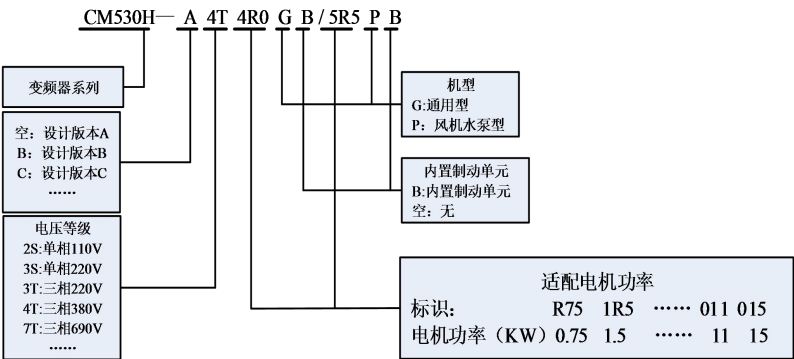 CM530H—A 4T 4R0 G B / 5R5 P B
变频器系列
空：设计版本A
B：设计版本B
C：设计版本C
……
电压等级
2S:单相110V
3S:单相220V
3T:三相220V
4T:三相380V
7T:三相690V
……
机型
G:通用型
P：风机水泵型
内置制动单元
B:内置制动单元
空：无
适配电机功率
标识： R75 1R5 …… 011 015
电机功率（KW）0.75 1.5 …… 11 15